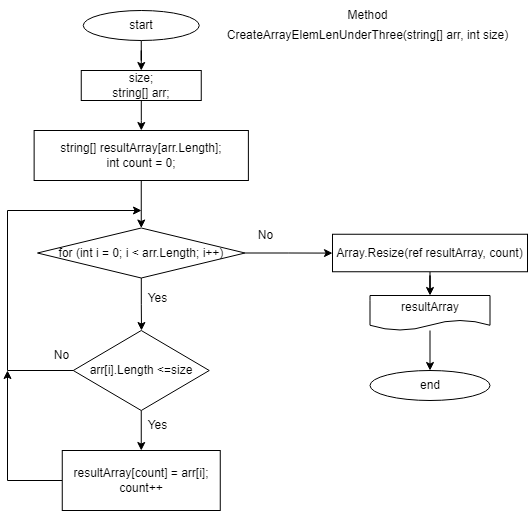 start
Method
CreateArrayElemLenUnderThree(string[] arr, int size)
size;
string[] arr;
string[] resultArray[arr.Length];
int count = 0;
for (int i = 0; i < arr.Length; i++)
No
Array.Resize(ref resultArray, count)
Yes
resultArray
No
arr[i].Length <=size
end
Yes
resultArray[count] = arr[i];
count++